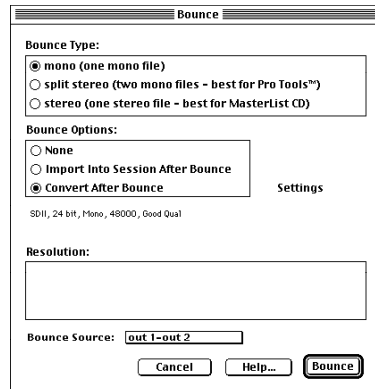 Bounce
Bounce Type:
mono (one mono file)
split stereo (two mono files - best for Pro Tools™)
stereo (one stereo file - best for MasterList CD)
Bounce Options:
None
Import Into Session After Bounce
Convert After Bounce Settings
SDII, 24 bit, Mono, 48000, Good Qual
Resolution:
Bounce Source: out 1-out 2
Cancel Help... Bounce